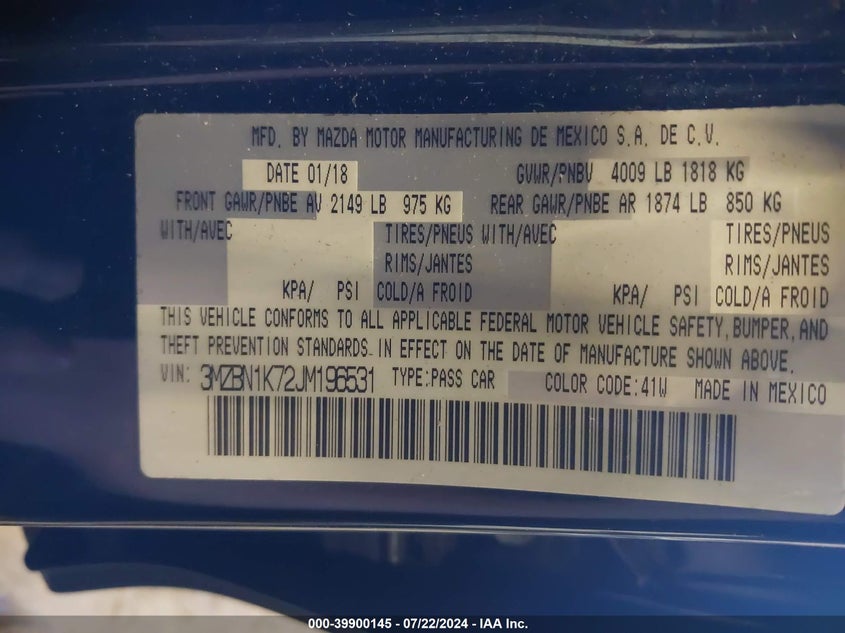 MFD. BY MAZDA MOTOR MANUFACTURING DE MEXICO S.A. DE C.V.
DATE 01/18 GVWR/PNBV 4009 LB 1818 KG
FRONT GAWR/PNBE AV 2149 LB 975 KG REAR GAWR/PNBE AR 1874 LB 850 KG
WITH/AVEC TIRES/PNEUS WITH/AVEC TIRES/PNEUS
RIMS/JANTES RIMS/JANTES
KPA/ PSI COLD/A FROID KPA/ PSI COLD/A FROID
THIS VEHICLE CONFORMS TO ALL APPLICABLE FEDERAL MOTOR VEHICLE SAFETY, BUMPER, AND
THEFT PREVENTION STANDARDS. IN EFFECT ON THE DATE OF MANUFACTURE SHOWN ABOVE.
VIN: 3MZBN1K72JM196531 TYPE:PASS CAR COLOR CODE:41W MADE IN MEXICO
000-39900145 - 07/22/2024 - IAA Inc.